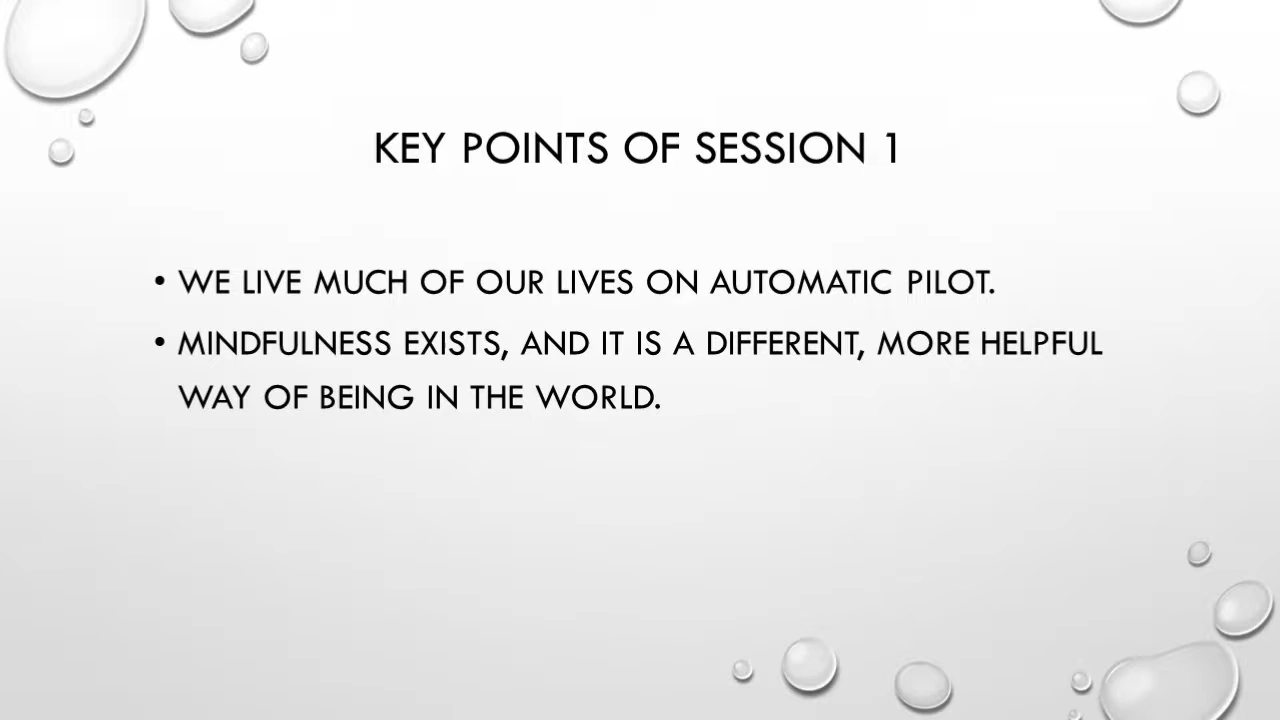 KEY POINTS OF SESSION 1
• WE LIVE MUCH OF OUR LIVES ON AUTOMATIC PILOT.
• MINDFULNESS EXISTS, AND IT IS A DIFFERENT, MORE HELPFUL
WAY OF BEING IN THE WORLD.